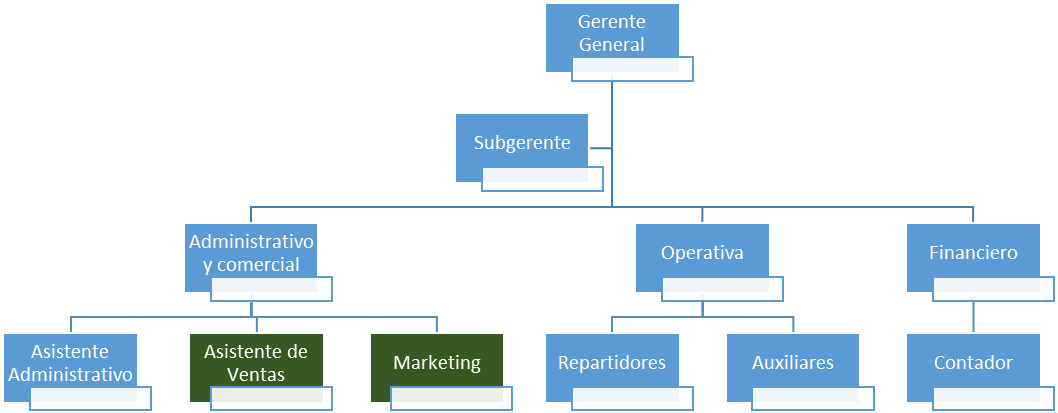 Gerente
General
Subgerente
Administrativo
y comercial
Operativa
Financiero
Asistente
Administrativo
Asistente de
Ventas
Marketing
Repartidores
Auxiliares
Contador